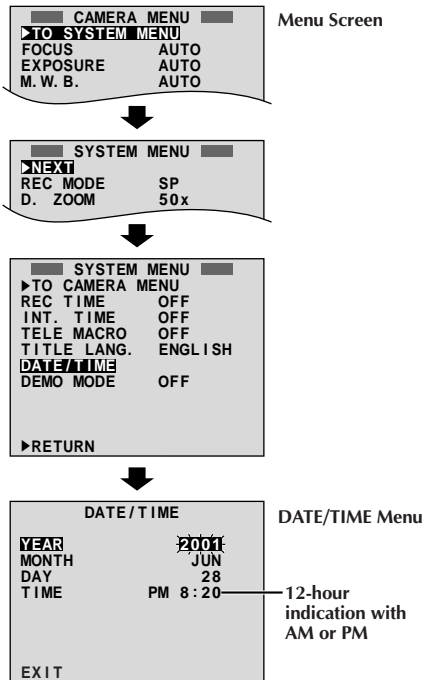 CAMERA MENU
▶TO SYSTEM MENU
FOCUS AUTO
EXPOSURE AUTO
M. W. B. AUTO
Menu Screen
SYSTEM MENU
▶NEXT
REC MODE SP
D. ZOOM 50x
SYSTEM MENU
▶TO CAMERA MENU
REC TIME OFF
INT. TIME OFF
TELE MACRO OFF
TITLE LANG. ENGLISH
DATE/TIME
DEMO MODE OFF
▶RETURN
DATE/TIME
DATE/TIME Menu
YEAR 2001
MONTH JUN
DAY 28
TIME PM 8:20
12-hour
indication with
AM or PM
EXIT